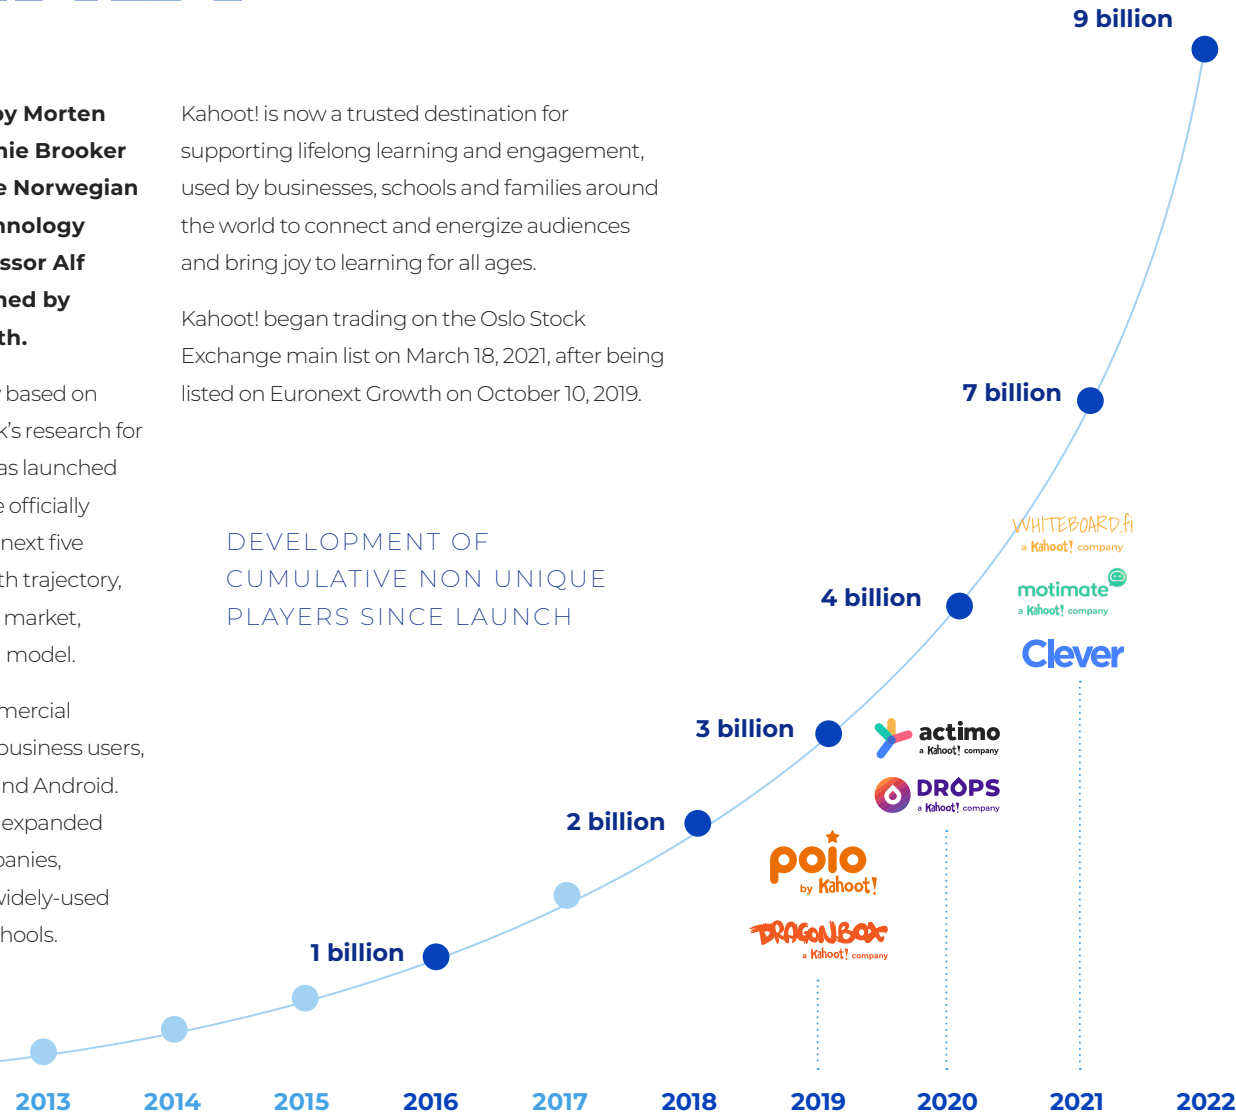 by Morten
nie Brooker
e Norwegian
hnology
ssor Alf
ned by
th.
based on
k's research for
as launched
e officially
next five
th trajectory,
market,
model.
mercial
business users,
nd Android.
expanded
panies,
widely-used
hools.
Kahoot! is now a trusted destination for
supporting lifelong learning and engagement,
used by businesses, schools and families around
the world to connect and energize audiences
and bring joy to learning for all ages.
Kahoot! began trading on the Oslo Stock
Exchange main list on March 18, 2021, after being
listed on Euronext Growth on October 10, 2019.
DEVELOPMENT OF
CUMULATIVE NON UNIQUE
PLAYERS SINCE LAUNCH
9 billion
7 billion
4 billion
3 billion
2 billion
1 billion
WHITEBOARD.fi
a Kahoot! company
motimate
a Kahoot! company
Clever
actimo
a Kahoot! company
DROPS
a Kahoot! company
poio
by Kahoot!
DRAGONBOX
a Kahoot! company
2013 2014 2015 2016 2017 2018 2019 2020 2021 2022